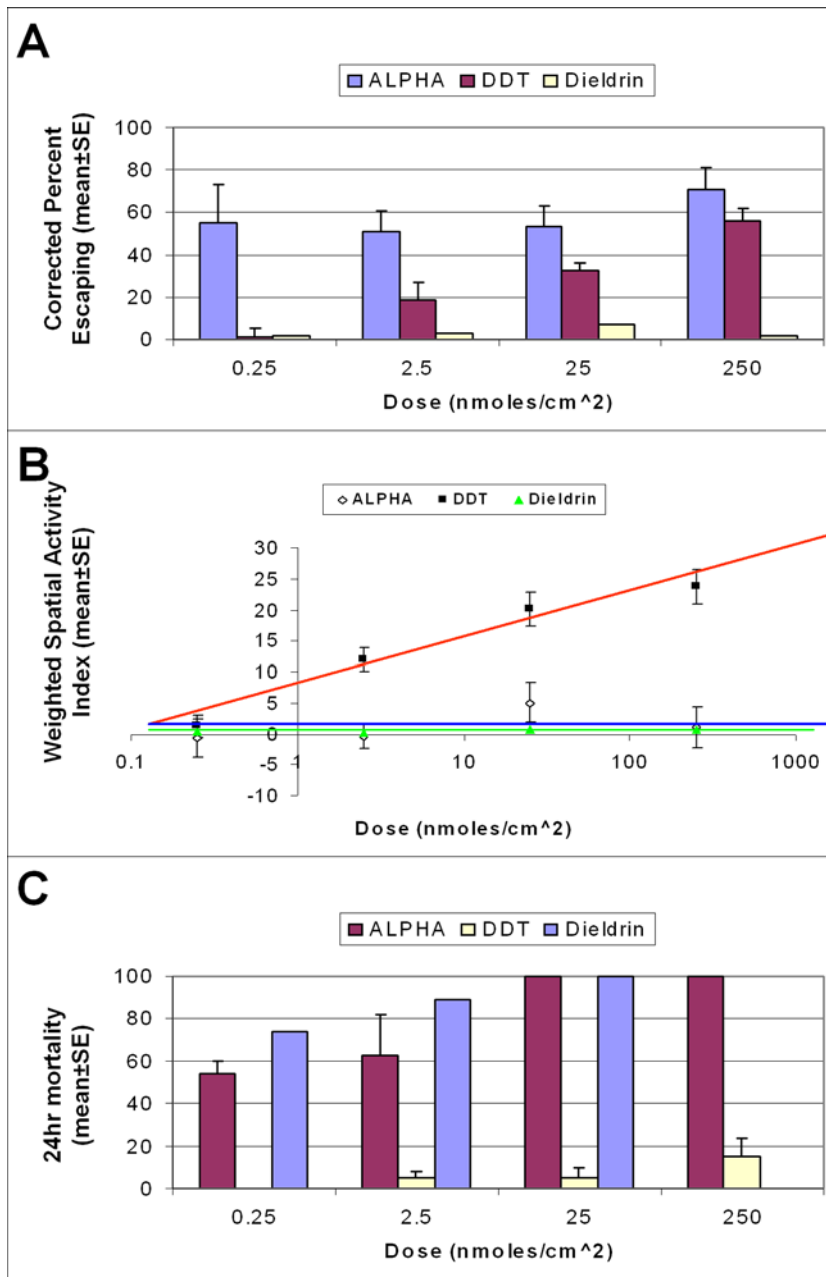 A
ALPHA DDT Dieldrin
Corrected Percent
Escaping (mean±SE)
100
80
60
40
20
0
0.25 2.5 25 250
Dose (nmoles/cm^2)
B
ALPHA DDT Dieldrin
Weighted Spatial Activity
Index (mean±SE)
30
25
20
15
10
5
0
-5
-10
0.1 1 10 100 1000
Dose (nmoles/cm^2)
C
ALPHA DDT Dieldrin
24hr mortality
(mean±SE)
100
80
60
40
20
0
0.25 2.5 25 250
Dose (nmoles/cm^2)